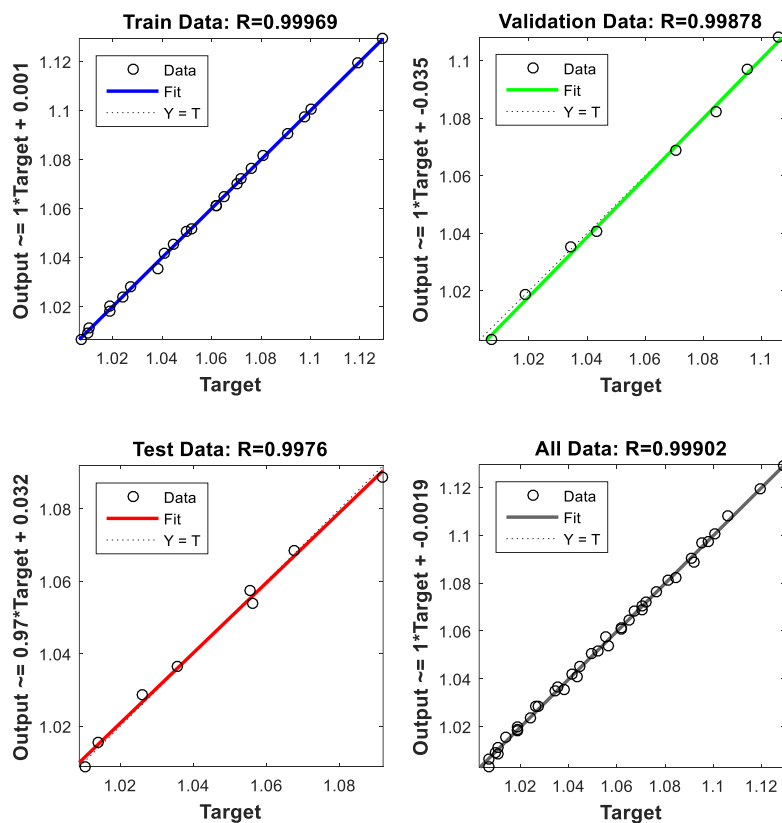 Train Data: R=0.99969
Output ~= 1*Target + 0.001
1.12
1.1
1.08
1.06
1.04
1.02
Data
Fit
Y = T
1.02 1.04 1.06 1.08 1.1 1.12
Target
Validation Data: R=0.99878
Output ~= 1*Target + -0.035
1.1
1.08
1.06
1.04
1.02
Data
Fit
Y = T
1.02 1.04 1.06 1.08 1.1
Target
Test Data: R=0.9976
Output ~= 0.97*Target + 0.032
1.08
1.06
1.04
1.02
Data
Fit
Y = T
1.02 1.04 1.06 1.08
Target
All Data: R=0.99902
Output ~= 1*Target + -0.0019
1.12
1.1
1.08
1.06
1.04
1.02
Data
Fit
Y = T
1.02 1.04 1.06 1.08 1.1 1.12
Target